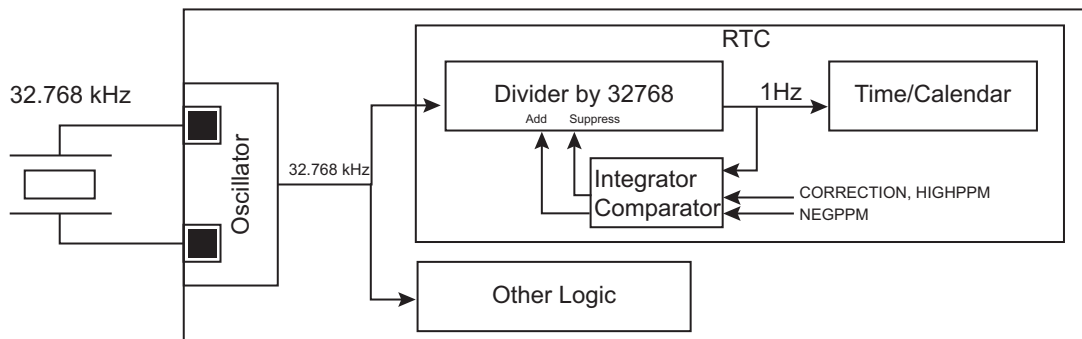 RTC
32.768 kHz
Divider by 32768
Add
Suppress
1Hz
Time/Calendar
Oscillator
32.768 kHz
Integrator
Comparator
CORRECTION, HIGHPPM
NEGPPM
Other Logic